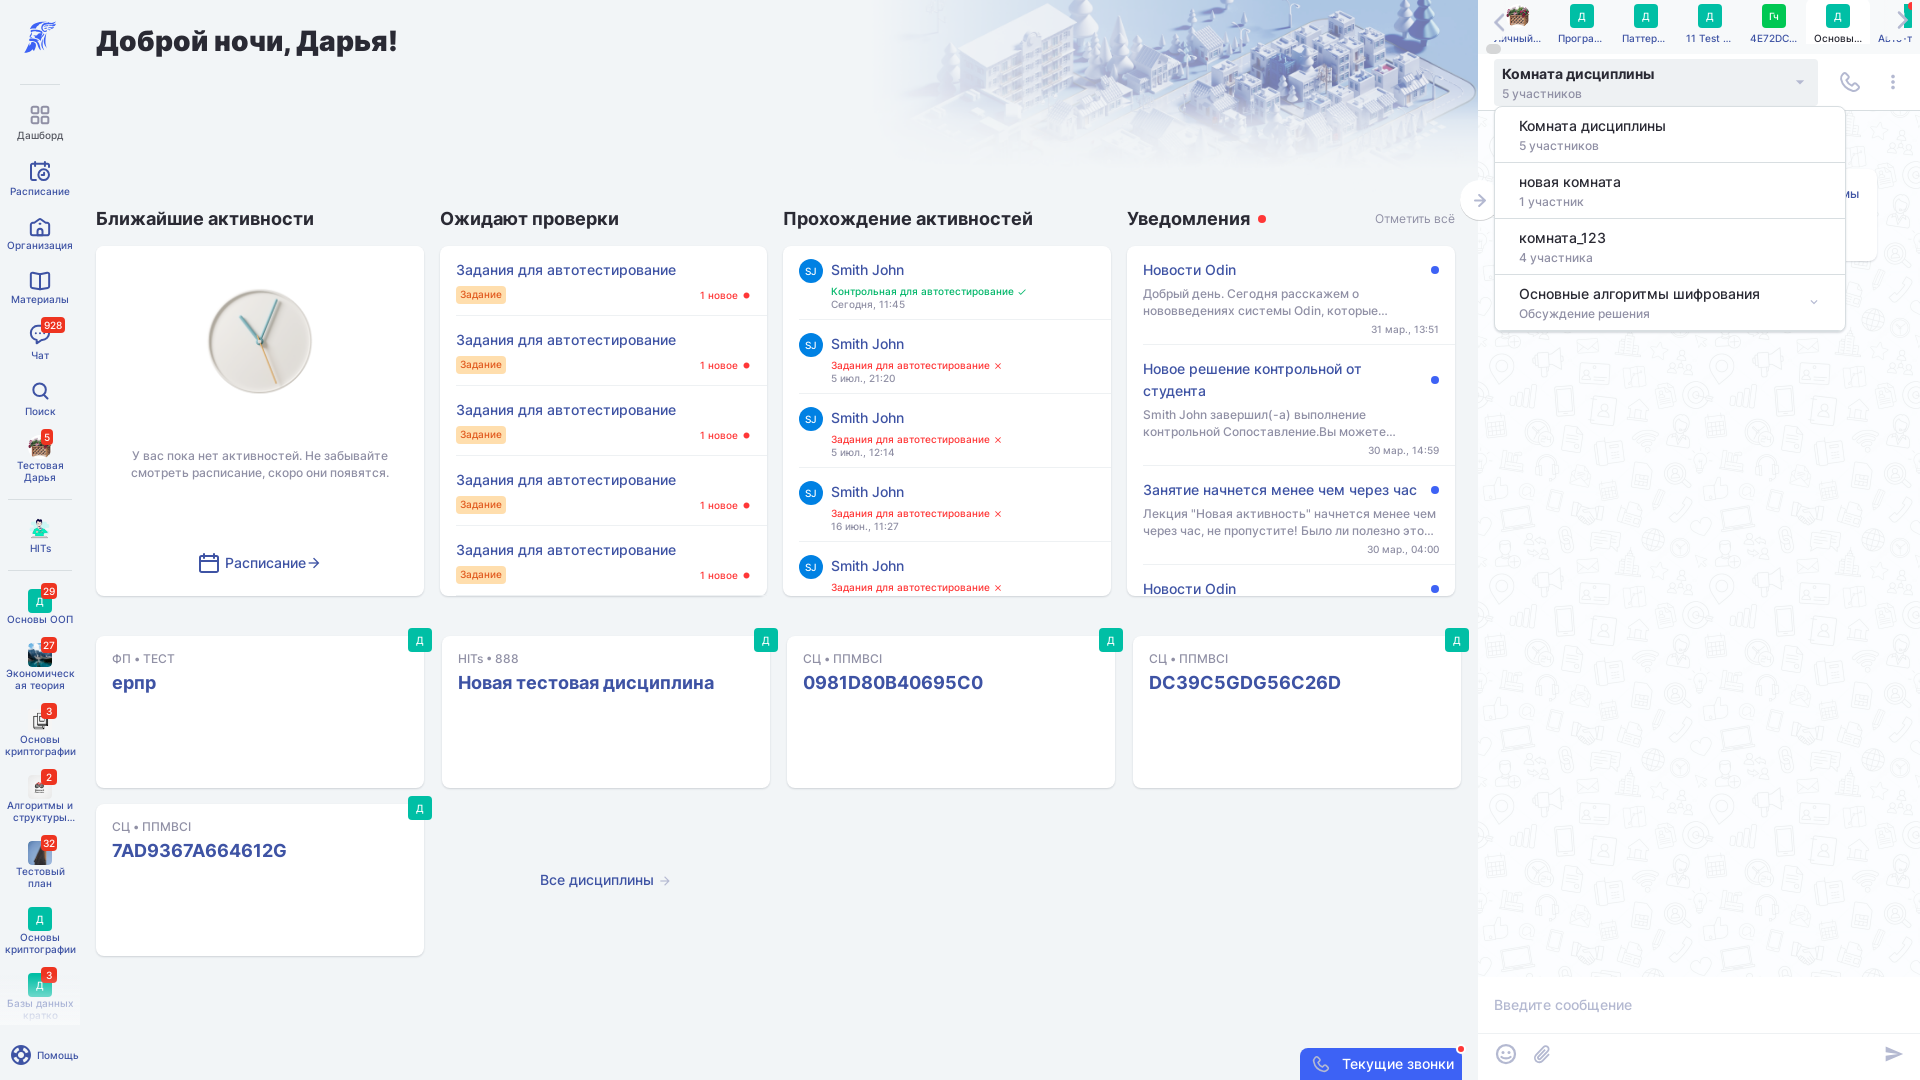 Доброй ночи, Дарья!
Дашборд
Расписание
Организация
Материалы
928
Чат
Поиск
5
Тестовая
Дарья
HITs
29
Д
Основы ООП
27
Экономическ
ая теория
3
Основы
криптографии
2
Алгоритмы и
структуры...
32
Тестовый
план
Д
Основы
криптографии
3
Д
Базы данных
кратко
Помощь
Ближайшие активности
У вас пока нет активностей. Не забывайте
смотреть расписание, скоро они появятся.
Расписание
Ожидают проверки
Задания для автотестирование
Задание
1 новое
Задания для автотестирование
Задание
1 новое
Задания для автотестирование
Задание
1 новое
Задания для автотестирование
Задание
1 новое
Задания для автотестирование
Задание
1 новое
Прохождение активностей
SJ
Smith John
Контрольная для автотестирование
Сегодня, 11:45
SJ
Smith John
Задания для автотестирование
5 июл., 21:20
SJ
Smith John
Задания для автотестирование
5 июл., 12:14
SJ
Smith John
Задания для автотестирование
16 июн., 11:27
SJ
Smith John
Задания для автотестирование
Уведомления
Отметить всё
Новости Odin
Добрый день. Сегодня расскажем о
нововведениях системы Odin, которые...
31 мар., 13:51
Новое решение контрольной от
студента
Smith John завершил(-а) выполнение
контрольной Сопоставление.Вы можете...
30 мар., 14:59
Занятие начнется менее чем через час
Лекция "Новая активность" начнется менее чем
через час, не пропустите! Было ли полезно это...
30 мар., 04:00
Новости Odin
Д
ФП • ТЕСТ
ерпр
Д
HITs • 888
Новая тестовая дисциплина
Д
СЦ • ППМВCI
0981D80B40695C0
Д
СЦ • ППМВCI
DC39C5GDG56C26D
Д
СЦ • ППМВCI
7AD9367A664612G
Все дисциплины
Текущие звонки
Личный...
Д
Програ...
Д
Паттер...
Д
11 Test ...
Гч
4E72DC...
Д
Основы...
Комната дисциплины
5 участников
Комната дисциплины
5 участников
новая комната
1 участник
комната_123
4 участника
Основные алгоритмы шифрования
Обсуждение решения
мы
Введите сообщение